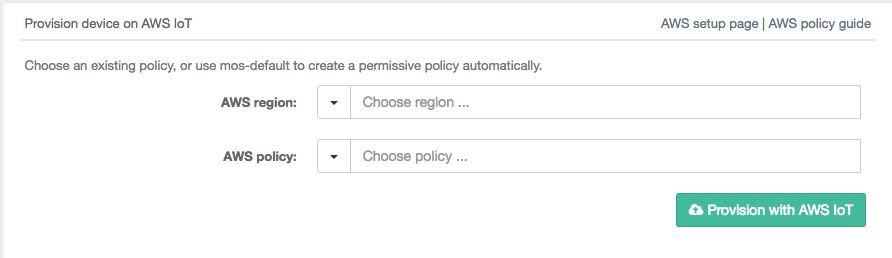 Provision device on AWS IoT AWS setup page | AWS policy guide
Choose an existing policy, or use mos-default to create a permissive policy automatically.
AWS region: Choose region ...
AWS policy: Choose policy ...
Provision with AWS IoT